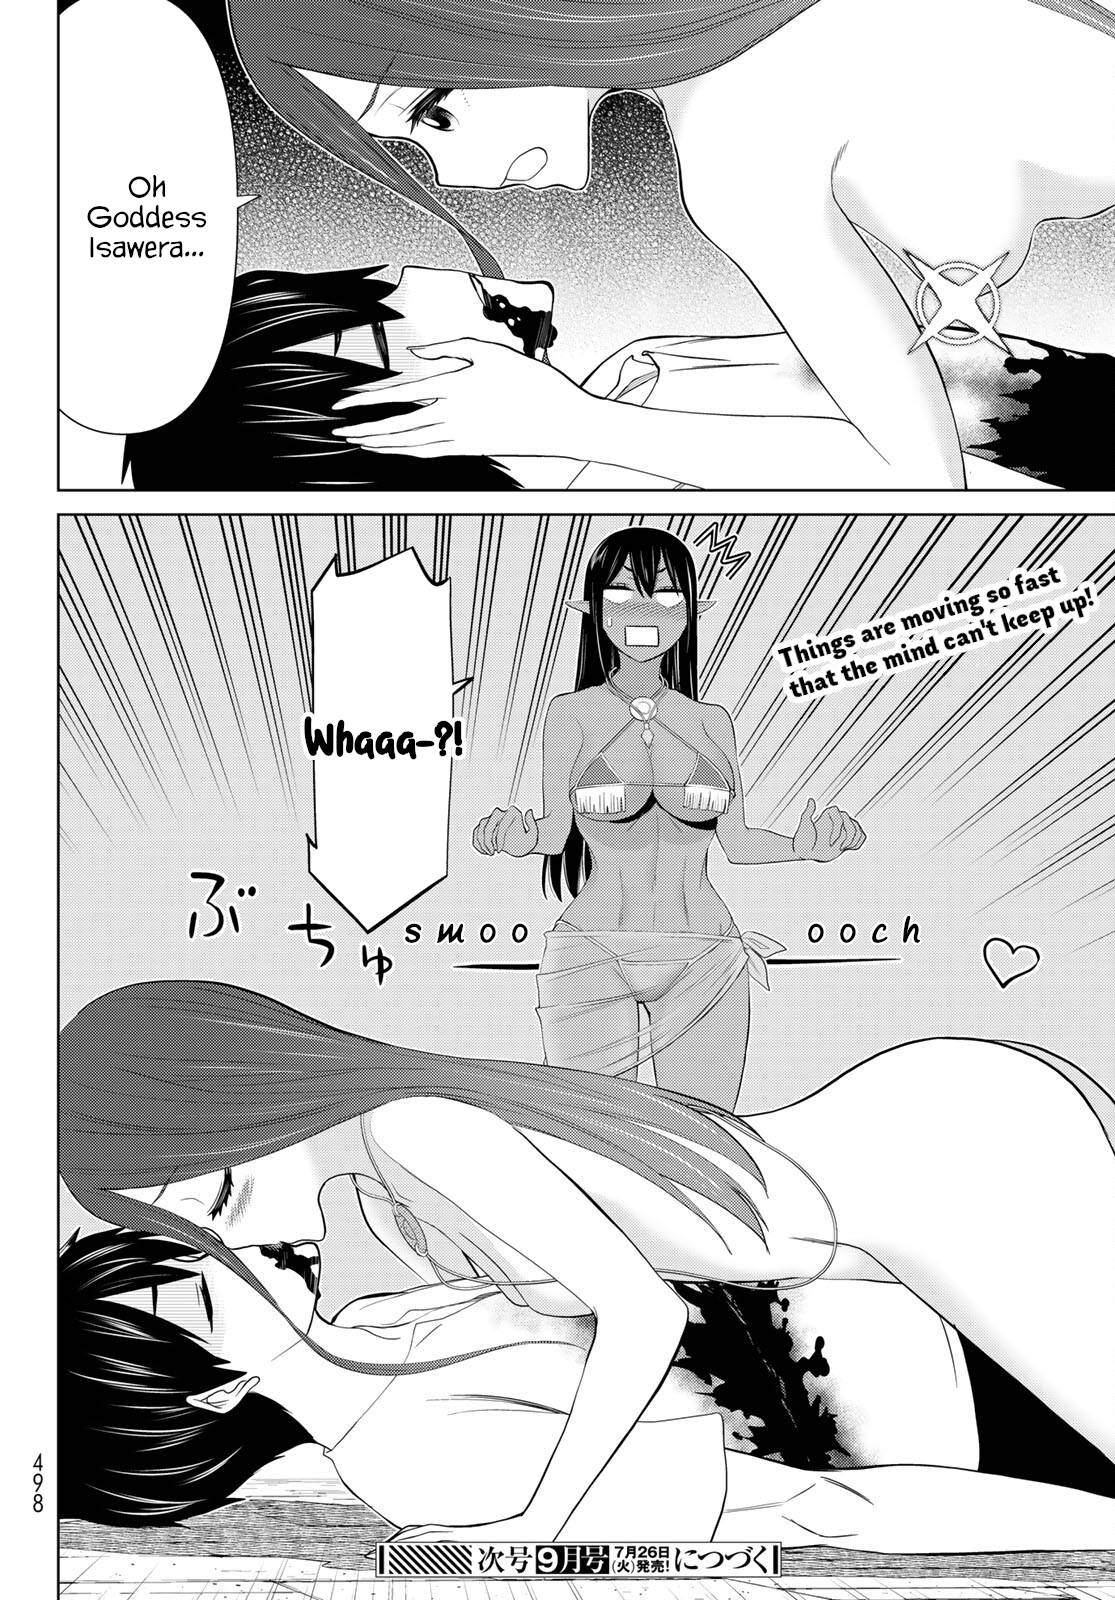 Oh
Goddess
Isawera...
Things are moving so fast
that the mind can't keep up!
Whaaa-?!
ぶちゅ
smoo
ooch
498
次号9月号7月26日(火)発売!につづく